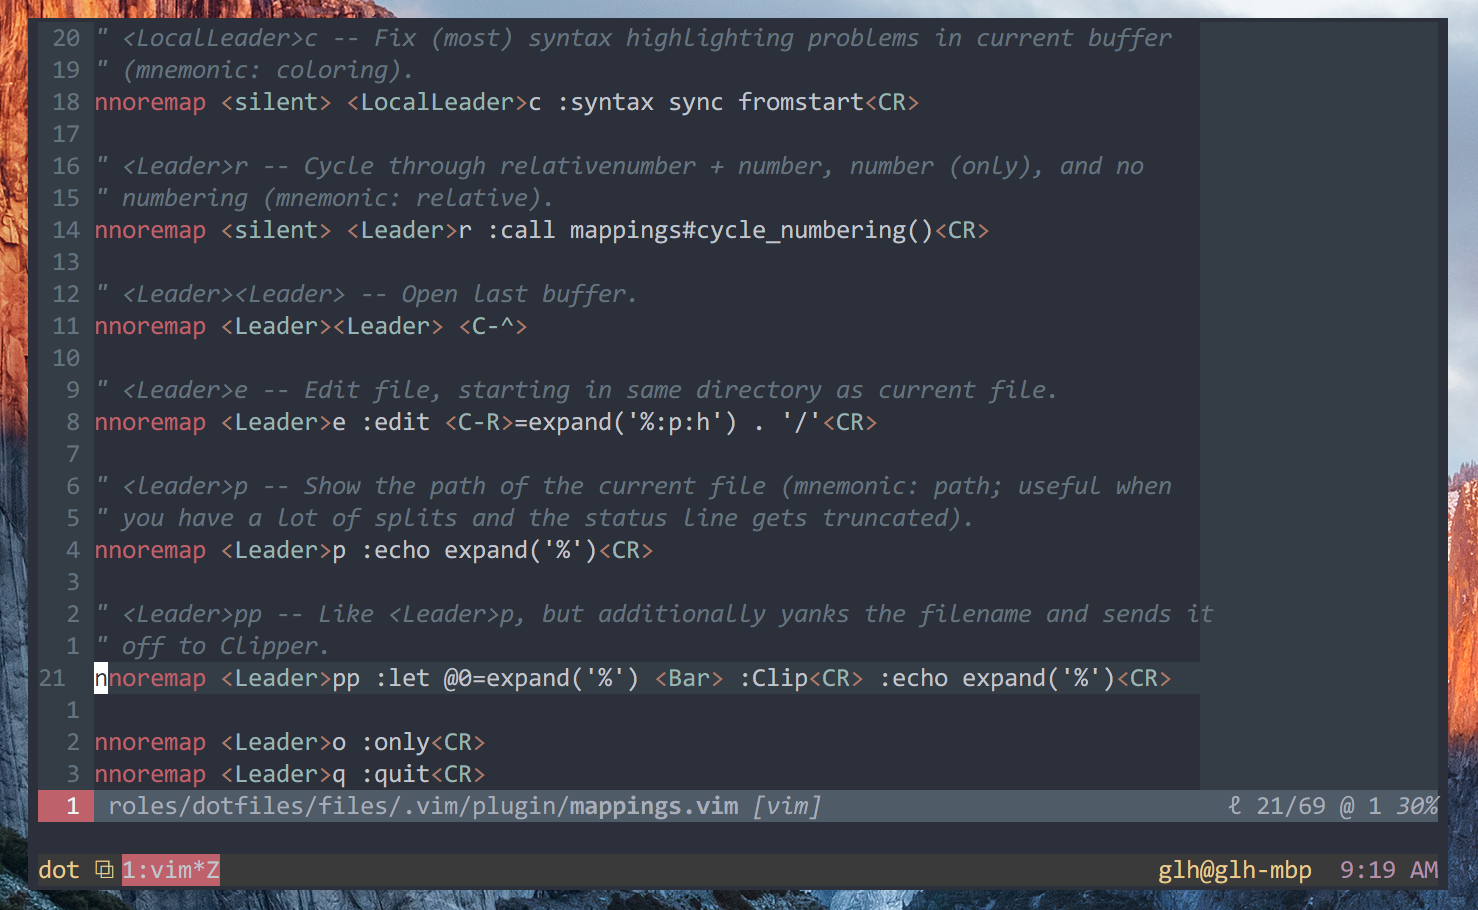 20 " <LocalLeader>c -- Fix (most) syntax highlighting problems in current buffer
19 " (mnemonic: coloring).
18 nnoremap <silent> <LocalLeader>c :syntax sync fromstart<CR>
17
16 " <Leader>r -- Cycle through relativenumber + number, number (only), and no
15 " numbering (mnemonic: relative).
14 nnoremap <silent> <Leader>r :call mappings#cycle_numbering()<CR>
13
12 " <Leader><Leader> -- Open last buffer.
11 nnoremap <Leader><Leader> <C-^>
10
9 " <Leader>e -- Edit file, starting in same directory as current file.
8 nnoremap <Leader>e :edit <C-R>=expand('%:p:h') . '/'<CR>
7
6 " <leader>p -- Show the path of the current file (mnemonic: path; useful when
5 " you have a lot of splits and the status line gets truncated).
4 nnoremap <Leader>p :echo expand('%')<CR>
3
2 " <Leader>pp -- Like <Leader>p, but additionally yanks the filename and sends it
1 " off to Clipper.
21 nnoremap <Leader>pp :let @0=expand('%') <Bar> :Clip<CR> :echo expand('%')<CR>
1
2 nnoremap <Leader>o :only<CR>
3 nnoremap <Leader>q :quit<CR>
1 roles/dotfiles/files/.vim/plugin/mappings.vim [vim] ℓ 21/69 @ 1 30%
dot ⧉ 1:vim*Z glh@glh-mbp 9:19 AM